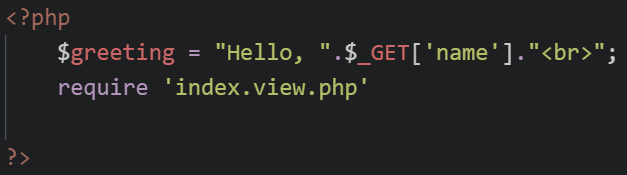 <?php
$greeting = "Hello, ".$_GET['name']."<br>";
require 'index.view.php'
?>